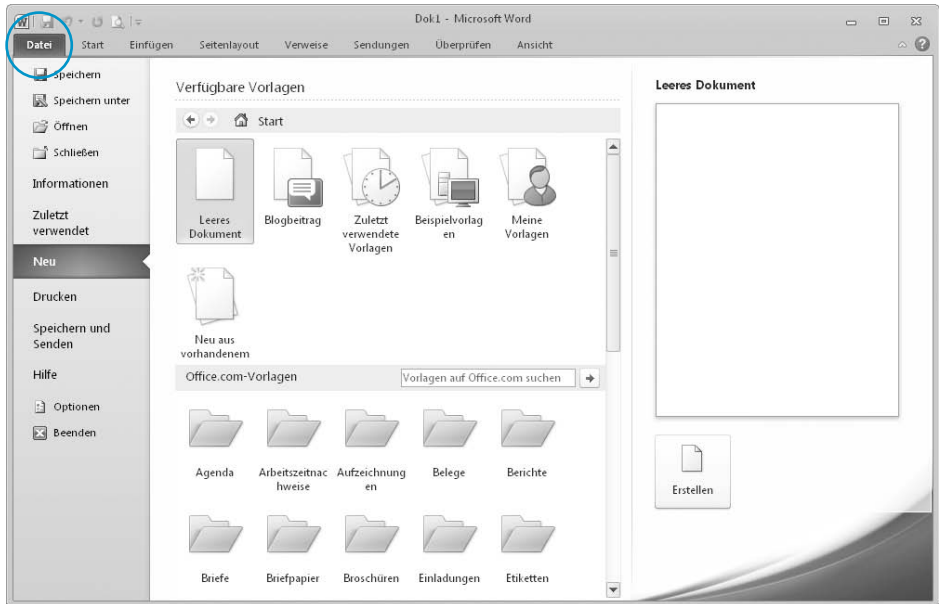 Dok1 - Microsoft Word
Datei Start Einfügen Seitenlayout Verweise Sendungen Überprüfen Ansicht
Speichern
Speichern unter
Öffnen
Schließen
Informationen
Zuletzt
verwendet
Neu
Drucken
Speichern und
Senden
Hilfe
Optionen
Beenden
Verfügbare Vorlagen
Start
Leeres
Dokument
Blogbeitrag
Zuletzt
verwendete
Vorlagen
Beispielvorlag
en
Meine
Vorlagen
Neu aus
vorhandenem
Office.com-Vorlagen
Vorlagen auf Office.com suchen
Agenda
Arbeitszeitnac
hweise
Aufzeichnung
en
Belege
Berichte
Briefe
Briefpapier
Broschüren
Einladungen
Etiketten
Leeres Dokument
Erstellen